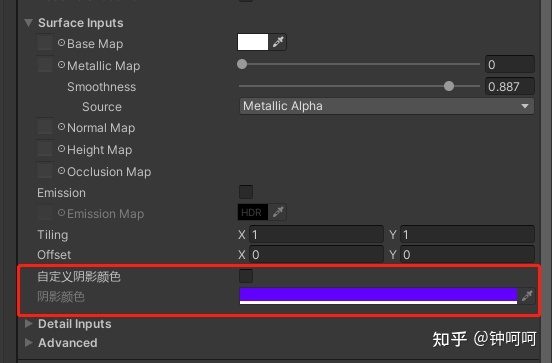 Surface Inputs
Base Map
Metallic Map 0
Smoothness 0.887
Source Metallic Alpha
Normal Map
Height Map
Occlusion Map
Emission
Emission Map HDR
Tiling X 1 Y 1
Offset X 0 Y 0
自定义阴影颜色
阴影颜色
Detail Inputs
Advanced
知乎 @钟呵呵